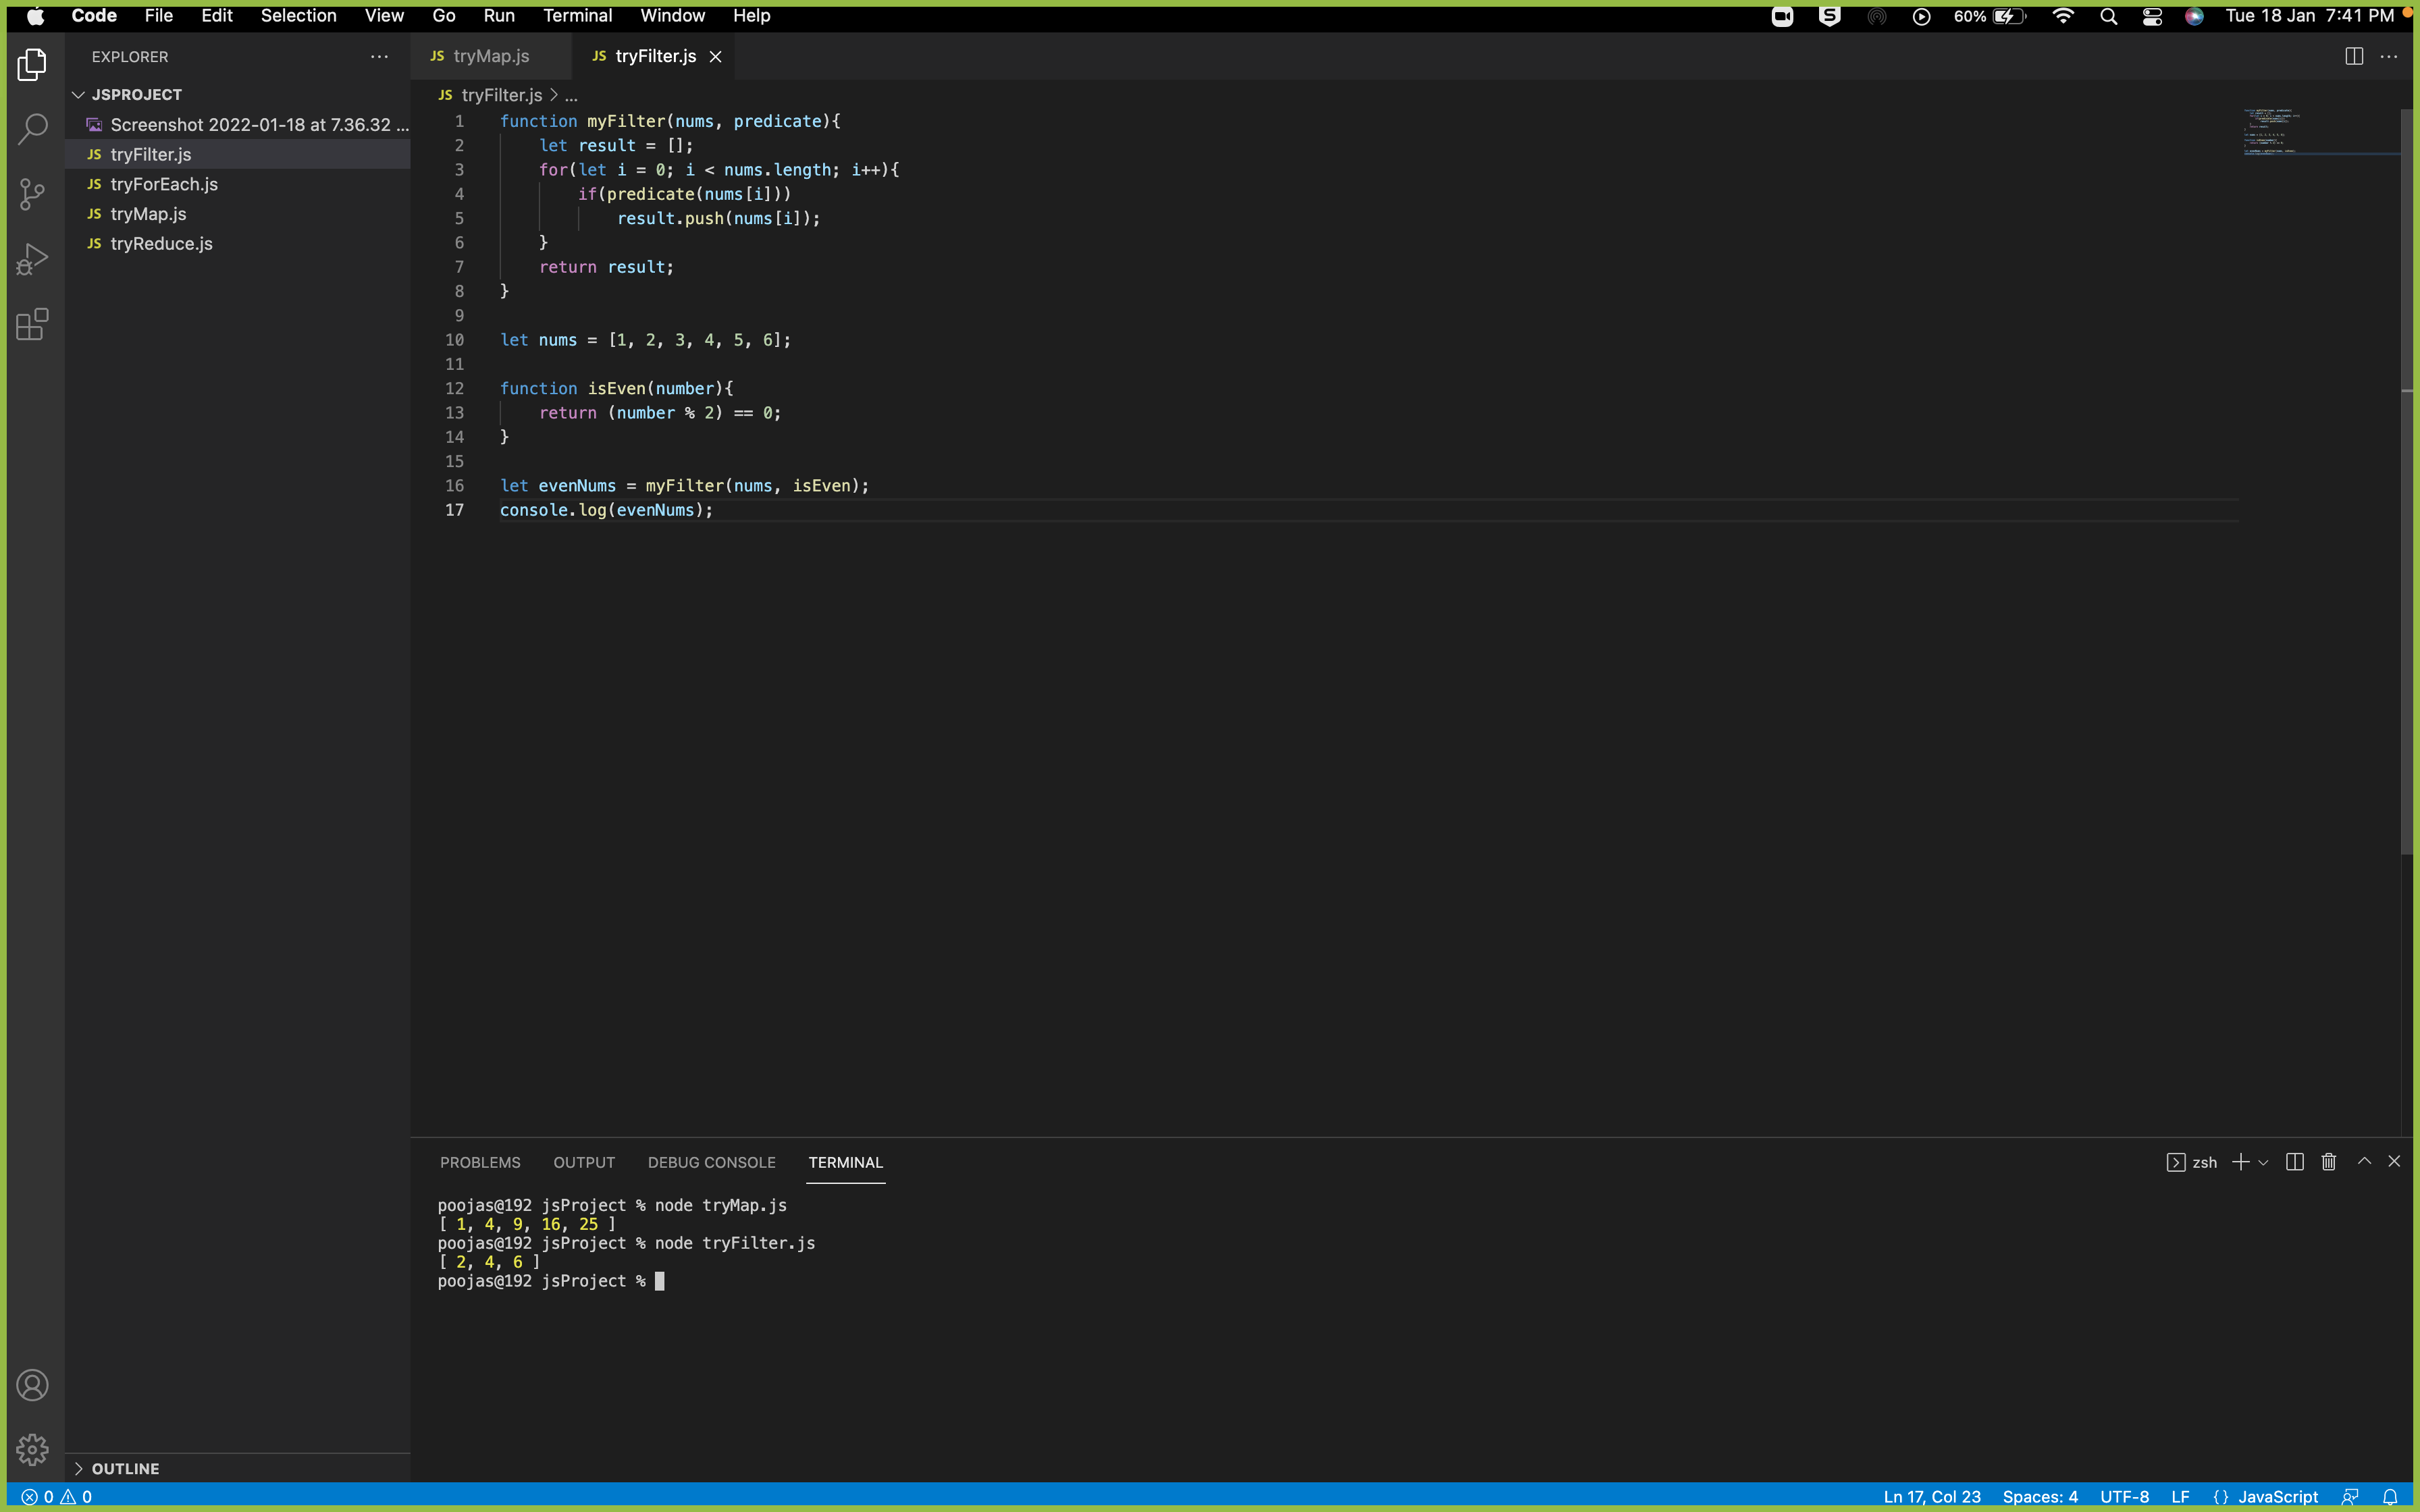 Code File Edit Selection View Go Run Terminal Window Help
60% Tue 18 Jan 7:41 PM
EXPLORER
JSPROJECT
Screenshot 2022-01-18 at 7.36.32 ...
JS tryFilter.js
JS tryForEach.js
JS tryMap.js
JS tryReduce.js
OUTLINE
JS tryMap.js JS tryFilter.js
JS tryFilter.js > ...
1 function myFilter(nums, predicate){
2 let result = [];
3 for(let i = 0; i < nums.length; i++){
4 if(predicate(nums[i]))
5 result.push(nums[i]);
6 }
7 return result;
8 }
9
10 let nums = [1, 2, 3, 4, 5, 6];
11
12 function isEven(number){
13 return (number % 2) == 0;
14 }
15
16 let evenNums = myFilter(nums, isEven);
17 console.log(evenNums);
PROBLEMS OUTPUT DEBUG CONSOLE TERMINAL zsh
poojas@192 jsProject % node tryMap.js
[ 1, 4, 9, 16, 25 ]
poojas@192 jsProject % node tryFilter.js
[ 2, 4, 6 ]
poojas@192 jsProject %
0 0 Ln 17, Col 23 Spaces: 4 UTF-8 LF {} JavaScript